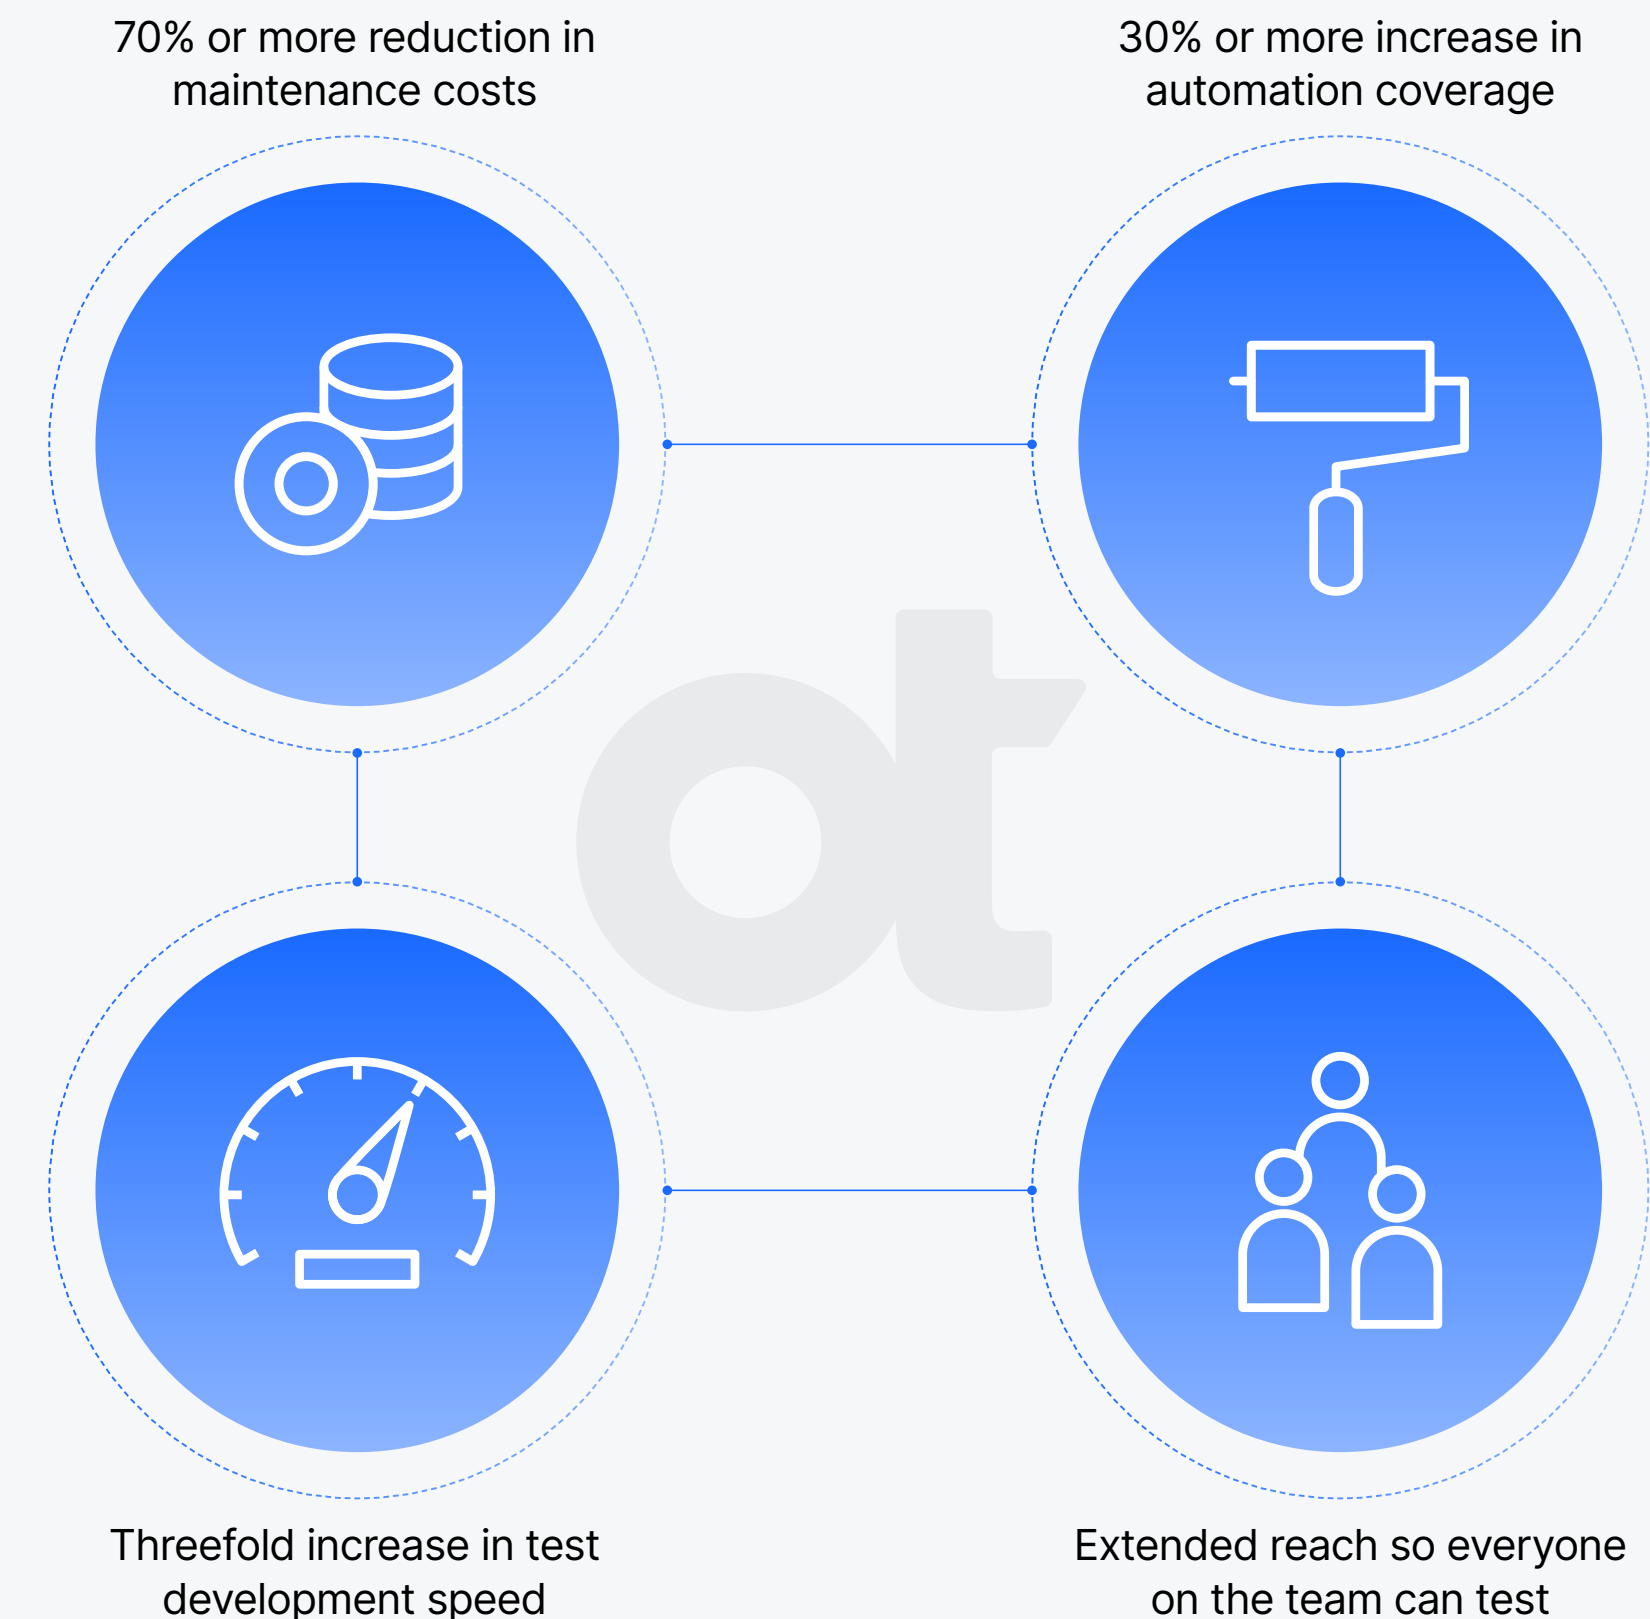 70% or more reduction in
maintenance costs
30% or more increase in
automation coverage
at
Threefold increase in test
development speed
Extended reach so everyone
on the team can test